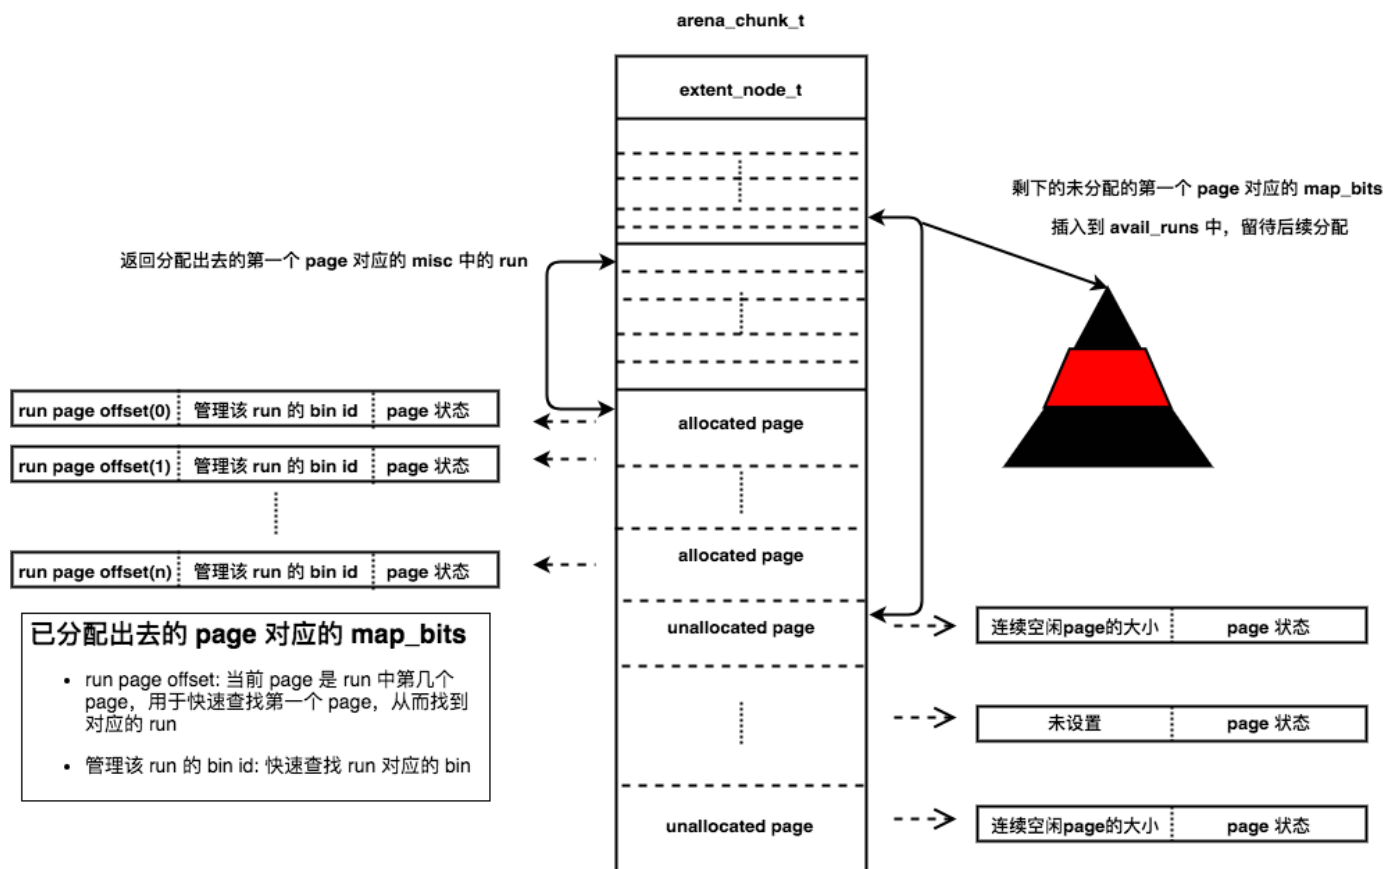 arena_chunk_t
extent_node_t
剩下的未分配的第一个 page 对应的 map_bits
插入到 avail_runs 中，留待后续分配
返回分配出去的第一个 page 对应的 misc 中的 run
run page offset(0) 管理该 run 的 bin id page 状态
allocated page
run page offset(1) 管理该 run 的 bin id page 状态
run page offset(n) 管理该 run 的 bin id page 状态
allocated page
已分配出去的 page 对应的 map_bits
• run page offset: 当前 page 是 run 中第几个
page，用于快速查找第一个 page，从而找到
对应的 run
• 管理该 run 的 bin id: 快速查找 run 对应的 bin
unallocated page
连续空闲page的大小 page 状态
未设置 page 状态
unallocated page
连续空闲page的大小 page 状态